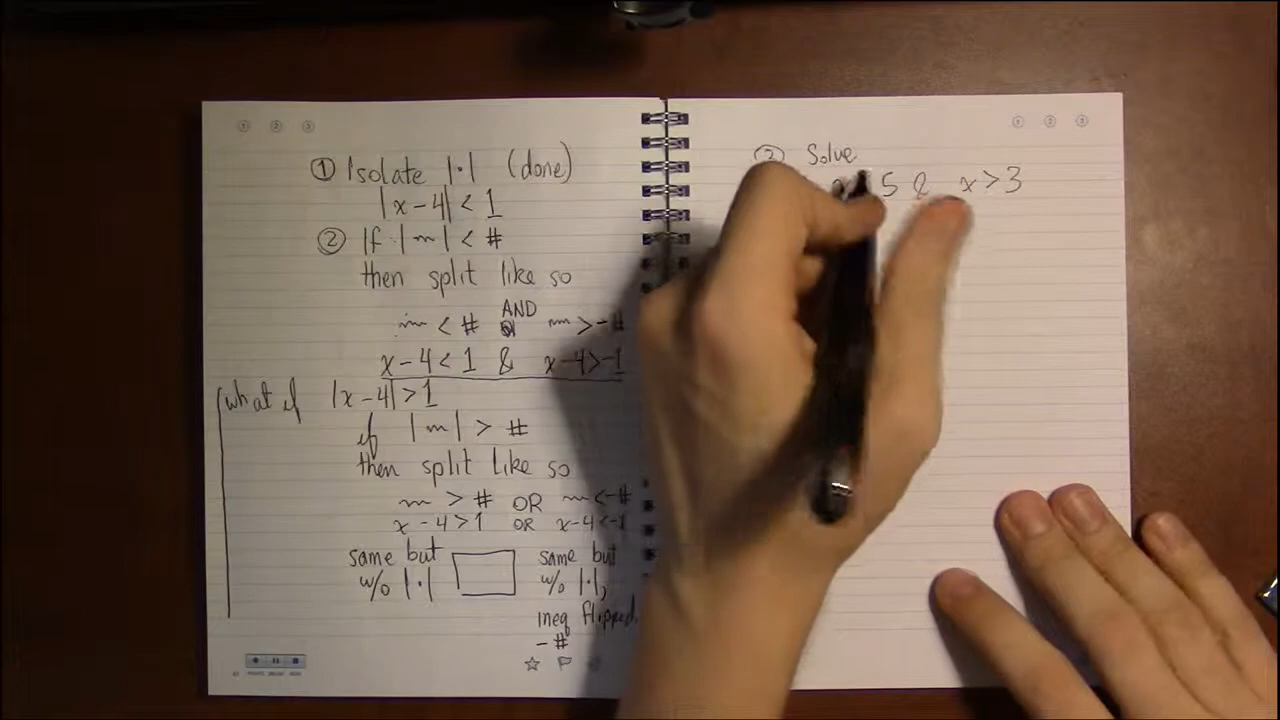 ① Isolate |·| (done)
|x-4| < 1
② If |m| < #
then split like so
AND
m < # & m > -#
x-4 < 1 & x-4 > -1
What if |x-4| > 1
if |m| > #
then split like so
m > # OR m < -#
x-4 > 1 OR x-4 < -1
same but same but
w/o |·| w/o |·|,
ineq flipped,
-#
Solve
5 & x > 3